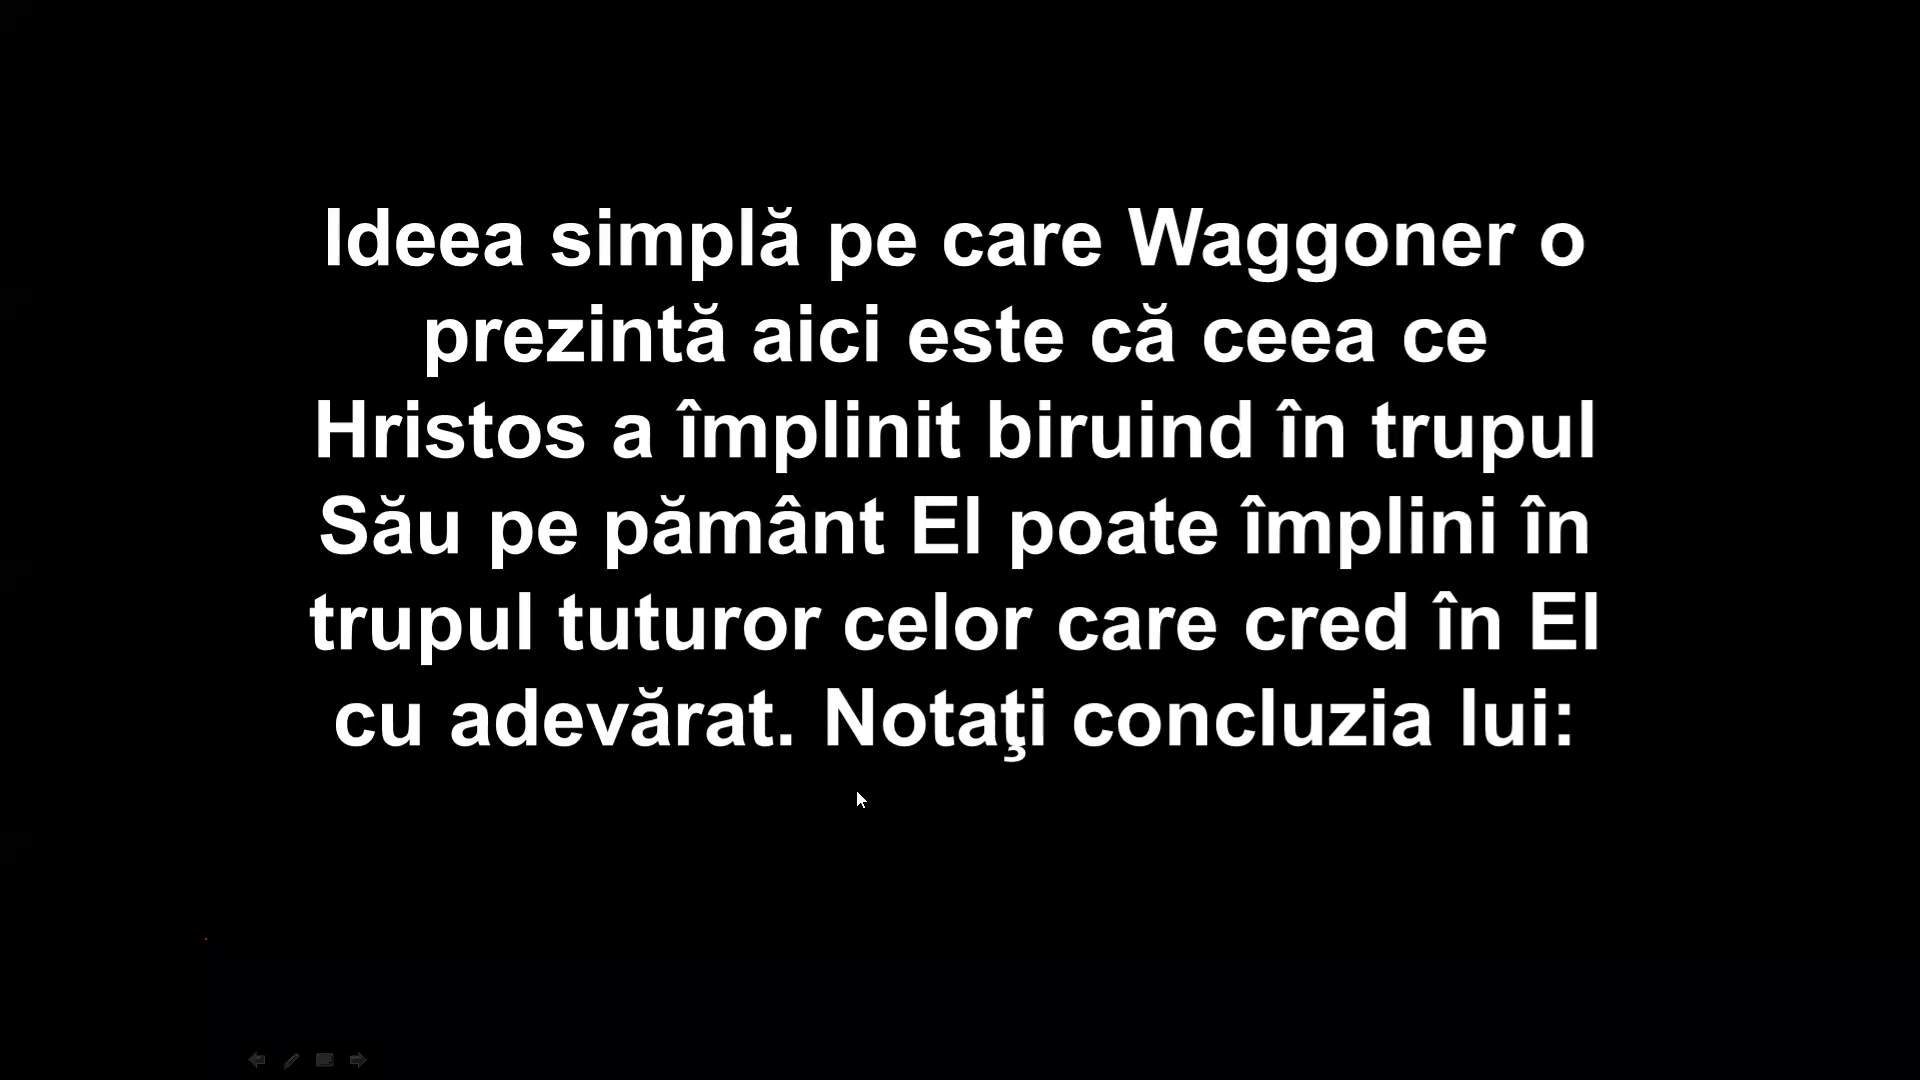 Ideea simplă pe care Waggoner o
prezintă aici este că ceea ce
Hristos a împlinit biruind în trupul
Său pe pământ El poate împlini în
trupul tuturor celor care cred în El
cu adevărat. Notaţi concluzia lui: